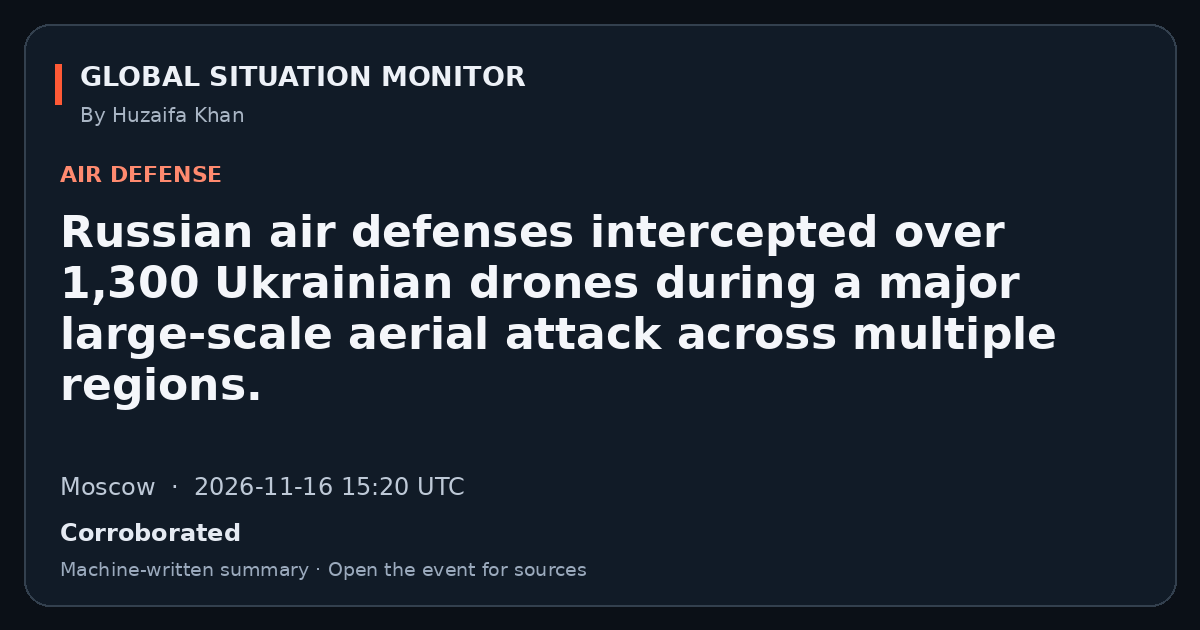 GLOBAL SITUATION MONITOR
By Huzaifa Khan
AIR DEFENSE
Russian air defenses intercepted over
1,300 Ukrainian drones during a major
large-scale aerial attack across multiple
regions.
Moscow · 2026-11-16 15:20 UTC
Corroborated
Machine-written summary · Open the event for sources